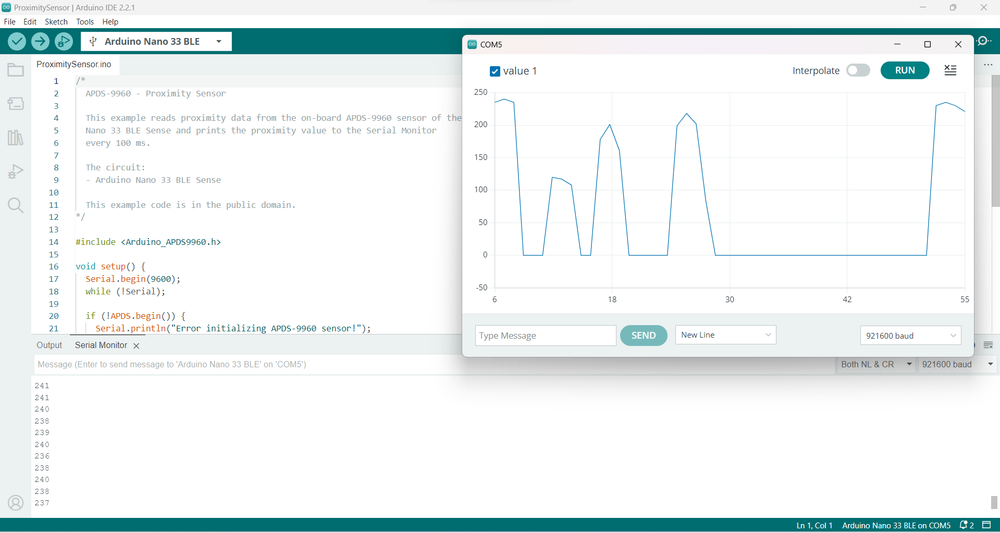 ProximitySensor | Arduino IDE 2.2.1
File Edit Sketch Tools Help
Arduino Nano 33 BLE
ProximitySensor.ino
1 /*
2 APDS-9960 - Proximity Sensor
3
4 This example reads proximity data from the on-board APDS-9960 sensor of the
5 Nano 33 BLE Sense and prints the proximity value to the Serial Monitor
6 every 100 ms.
7
8 The circuit:
9 - Arduino Nano 33 BLE Sense
10
11 This example code is in the public domain.
12 */
13
14 #include <Arduino_APDS9960.h>
15
16 void setup() {
17 Serial.begin(9600);
18 while (!Serial);
19
20 if (!APDS.begin()) {
21 Serial.println("Error initializing APDS-9960 sensor!");
COM5
value 1
Interpolate RUN
250
200
150
100
50
0
-50
6 18 30 42 55
Type Message SEND New Line 921600 baud
Output Serial Monitor
Message (Enter to send message to 'Arduino Nano 33 BLE' on 'COM5') Both NL & CR 921600 baud
241
241
240
238
239
240
236
238
240
238
237
Ln 1, Col 1 Arduino Nano 33 BLE on COM5 2